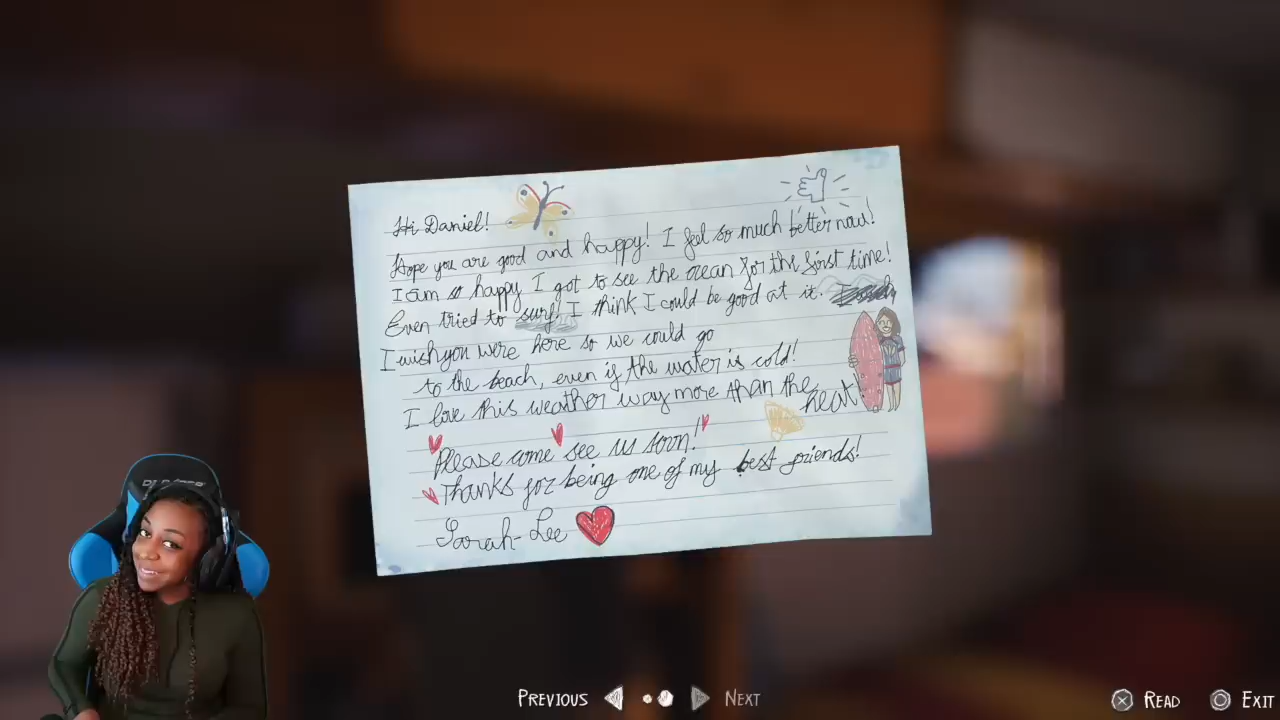 Hi Daniel!
Hope you are good and happy! I feel so much better now!
I am so happy I got to see the ocean for the first time!
Even tried to surf! I think I could be good at it.
I wish you were here so we could go
to the beach, even if the water is cold!
I love this weather way more than the heat!
Please come see us soon!
Thanks for being one of my best friends!
Sarah-Lee
PREVIOUS NEXT
READ EXIT